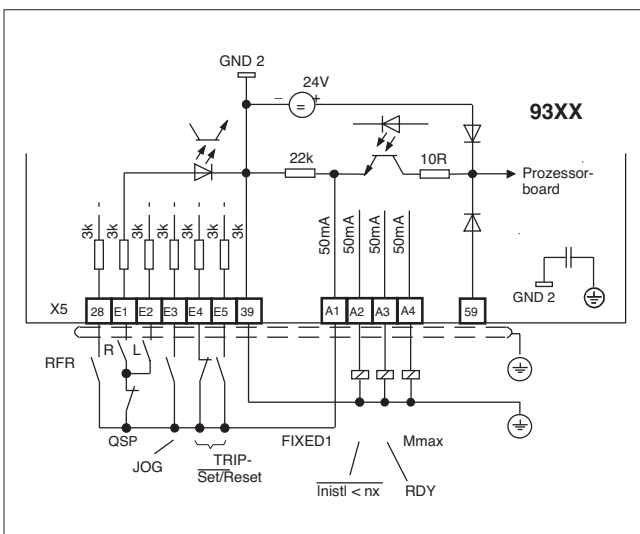 GND 2
24V
− +
=
93XX
22k
10R
Prozessor-
board
3k 3k 3k 3k 3k 3k
50mA 50mA 50mA 50mA
GND 2
X5 28 E1 E2 E3 E4 E5 39 A1 A2 A3 A4 59
RFR R L
QSP
JOG
TRIP-
Set/Reset
FIXED1
Mmax
|nist| < nx
RDY